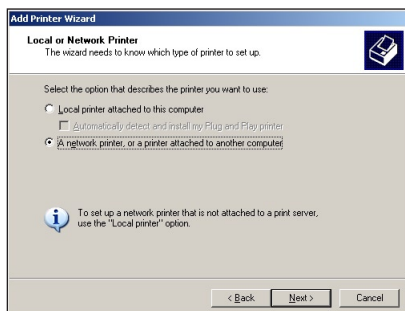 Add Printer Wizard
Local or Network Printer
The wizard needs to know which type of printer to set up.
Select the option that describes the printer you want to use:
Local printer attached to this computer
Automatically detect and install my Plug and Play printer
A network printer, or a printer attached to another computer
To set up a network printer that is not attached to a print server,
use the "Local printer" option.
< Back Next > Cancel